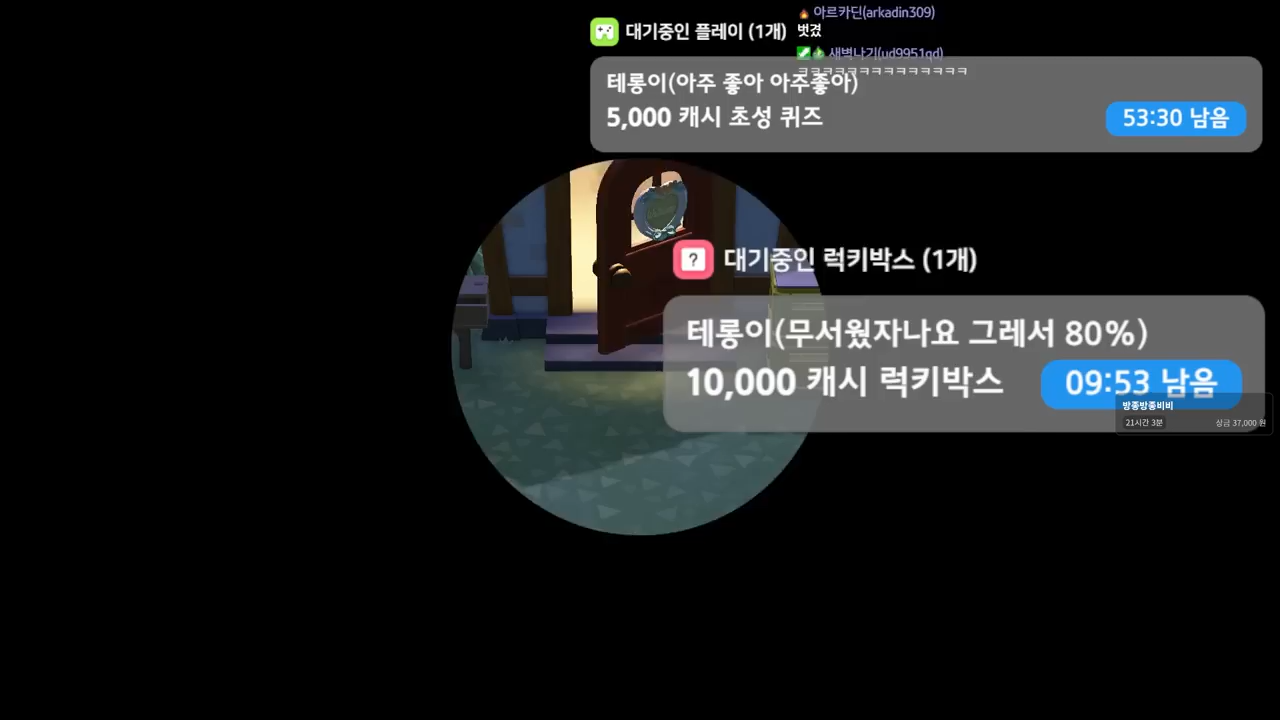 아르카딘(arkadin309)
대기중인 플레이 (1개)
벗겼
새벽나기(ud9951qd)
ㅋㅋㅋㅋㅋㅋㅋㅋㅋㅋㅋㅋㅋㅋ
테롱이(아주 좋아 아주좋아)
5,000 캐시 초성 퀴즈
53:30 남음
? 대기중인 럭키박스 (1개)
테롱이(무서웠자나요 그레서 80%)
10,000 캐시 럭키박스
09:53 남음
방종방종비비
21시간 3분
상금 37,000 원